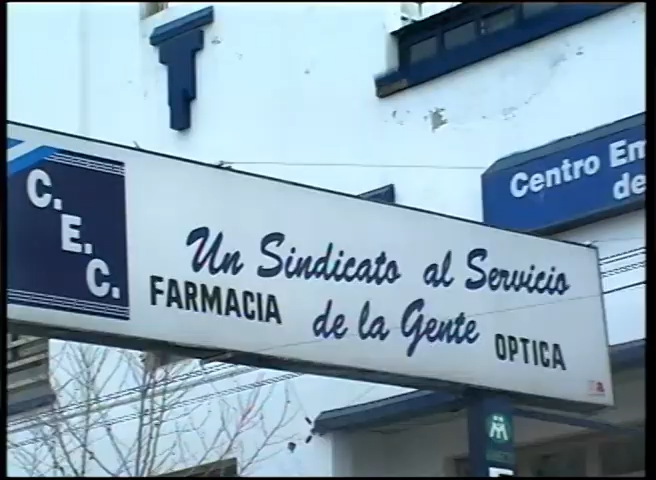 Centro Em
de
C.
E.
C.
Un Sindicato al Servicio
de la Gente
FARMACIA
OPTICA